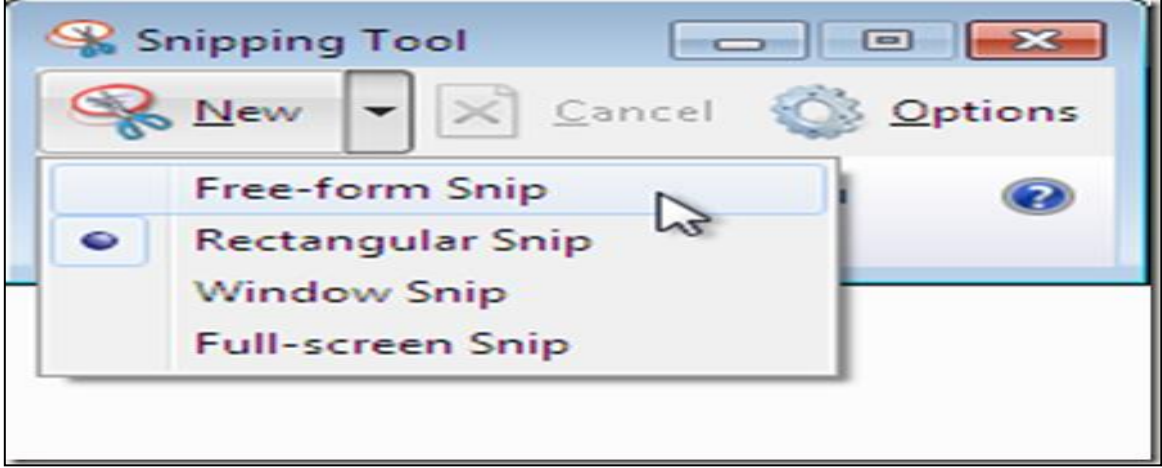 Snipping Tool
New Cancel Options
Free-form Snip
Rectangular Snip
Window Snip
Full-screen Snip